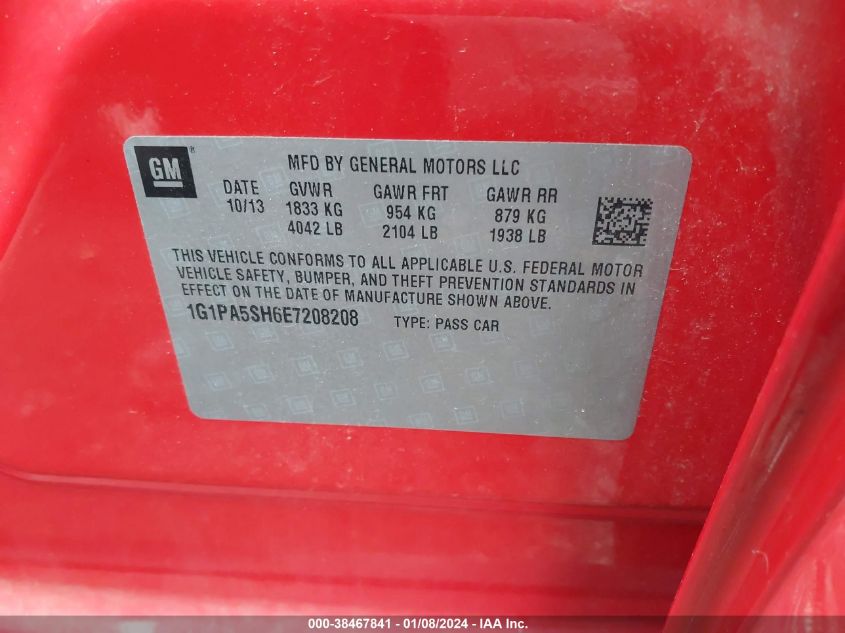 GM®
MFD BY GENERAL MOTORS LLC
DATE GVWR GAWR FRT GAWR RR
10/13 1833 KG 954 KG 879 KG
4042 LB 2104 LB 1938 LB
THIS VEHICLE CONFORMS TO ALL APPLICABLE U.S. FEDERAL MOTOR
VEHICLE SAFETY, BUMPER, AND THEFT PREVENTION STANDARDS IN
EFFECT ON THE DATE OF MANUFACTURE SHOWN ABOVE.
1G1PA5SH6E7208208 TYPE: PASS CAR
000-38467841 - 01/08/2024 - IAA Inc.